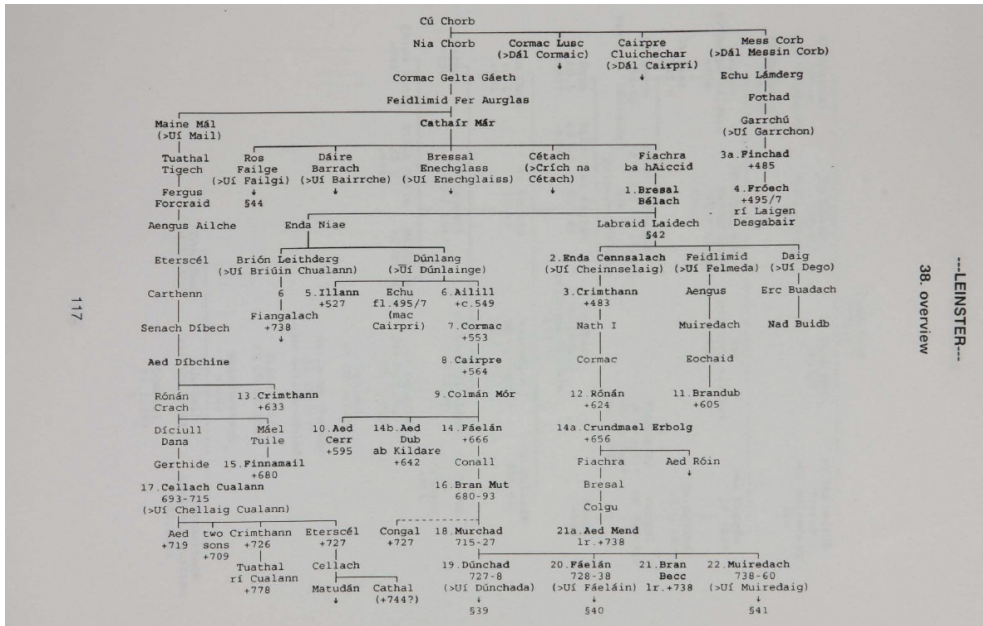 Cú Chorb
Nia Chorb Cormac Lusc Cairpre Mess Corb
(>Dál Cormaic) Cluichechar (>Dál Messin Corb)
(>Dál Cairpri)
Echu Lámderg
Cormac Gelta Gáeth
Fothad
Feidlimid Fer Aurglas
Maine Mál Cathaír Már Garrchú
(>Uí Mail) (>Uí Garrchon)
Tuathal Ros Dáire Bressal Cétach Fiachra 3a.Finchad
Tigech Failge Barrach Enechglass (>Crích na ba hAiccid +485
(>Uí Failgi) (>Uí Bairrche) (>Uí Enechglaiss) Cétach)
Fergus 1.Bresal 4.Fróech
Forcraid §44 Bélach +495/7
rí Laigen
Aengus Ailche Enda Niae Labraid Laidech Desgabair
§42
Eterscél Brión Leithderg Dúnlang 2.Enda Cennsalach Feidlimid Daig
(>Uí Briúin Chualann) (>Uí Dúnlainge) (>Uí Cheinnselaig) (>Uí Felmeda) (>Uí Dego)
Carthenn 6 5.Illann Echu 6.Ailill 3.Crimthann Aengus Erc Buadach
+527 fl.495/7 +c.549 +483
Fiangalach (mac
Senach Díbech +738 Cairpri) 7.Cormac Nath I Muiredach Nad Buidb
+553
Aed Díbchine 8.Cairpre Cormac Eochaid
+564
Rónán 13.Crimthann 9.Colmán Mór 12.Rónán 11.Brandub
Crach +633 +624 +605
Díciull Máel 10.Aed 14b.Aed 14.Fáelán 14a.Crundmael Erbolg
Dana Tuile Cerr Dub +666 +656
+595 ab Kildare
+642
Gerthide 15.Finnamail Conall Fiachra Aed Róin
+680
17.Cellach Cualann 16.Bran Mut Bresal
693-715 680-93
(>Uí Chellaig Cualann) Colgu
Aed two Crimthann Eterscél Congal 18.Murchad 21a.Aed Mend
+719 sons +726 +727 +727 715-27 lr.+738
+709
Tuathal Cellach 19.Dúnchad 20.Fáelán 21.Bran 22.Muiredach
rí Cualann 727-8 728-38 Becc 738-60
+778 Matudán Cathal (>Uí Dúnchada) (>Uí Fáeláin) lr.+738 (>Uí Muiredaig)
(+744?)
§39 §40 §41
---LEINSTER---
38. overview
117